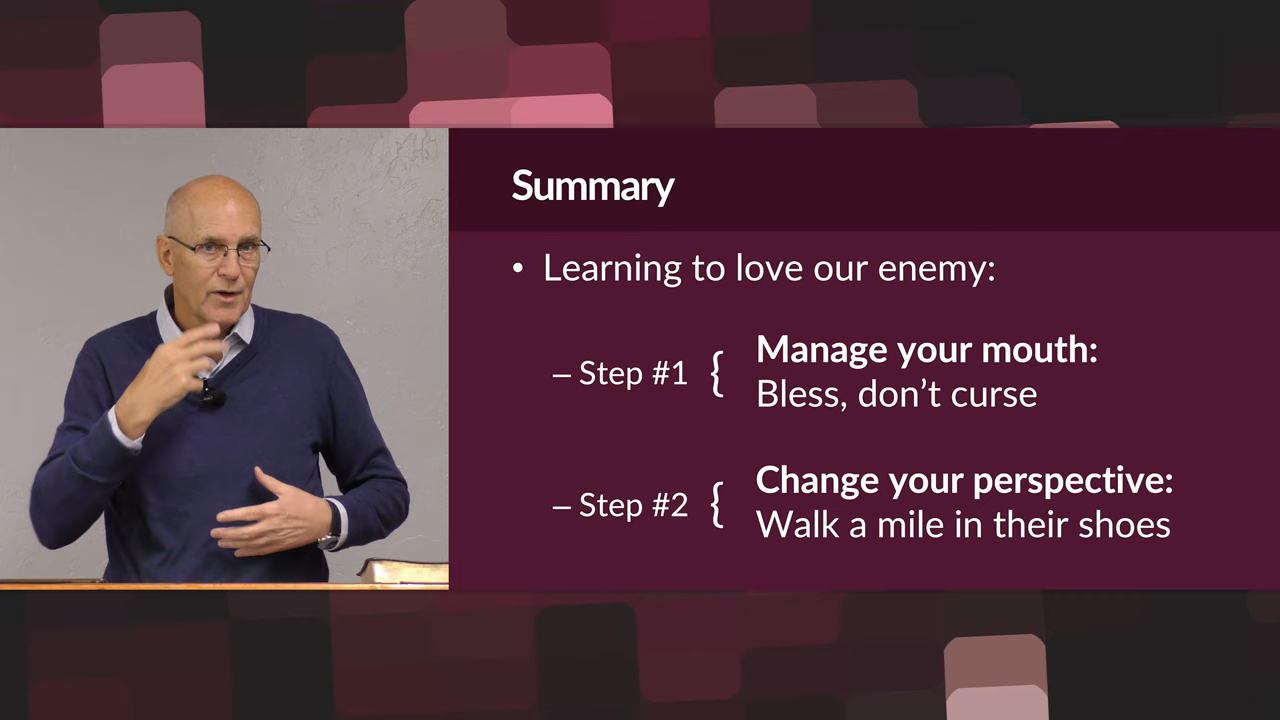 Summary
• Learning to love our enemy:
– Step #1 { Manage your mouth:
Bless, don’t curse
– Step #2 { Change your perspective:
Walk a mile in their shoes